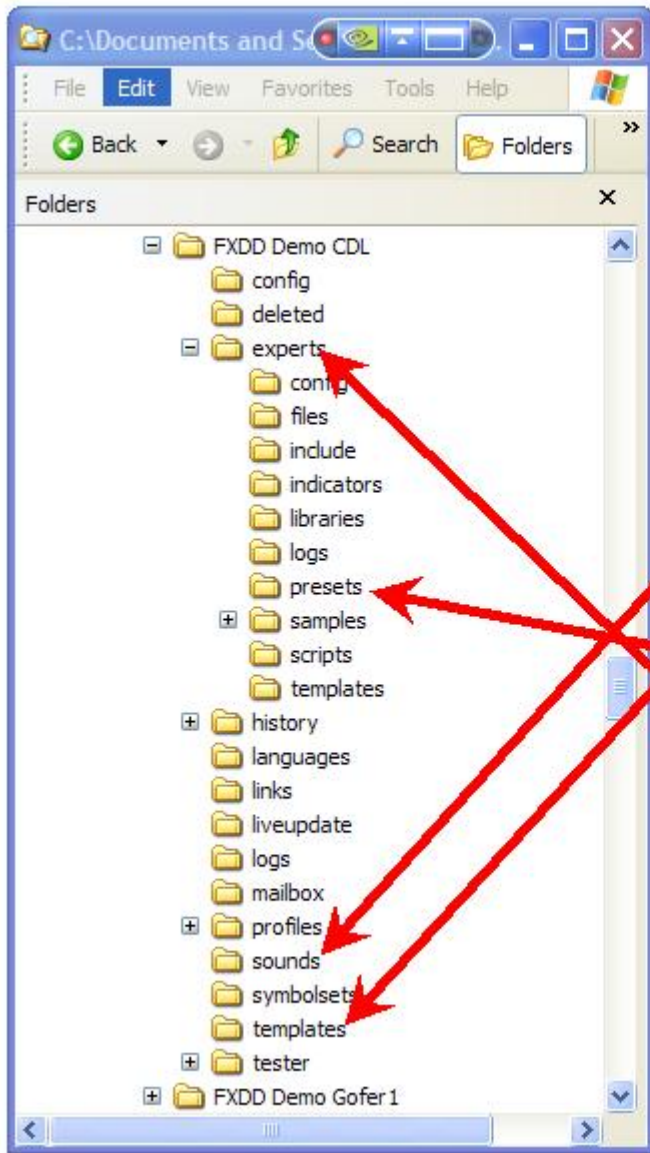 C:\Documents and Se
File Edit View Favorites Tools Help
Back Search Folders »
Folders
FXDD Demo CDL
config
deleted
experts
config
files
include
indicators
libraries
logs
presets
samples
scripts
templates
history
languages
links
liveupdate
logs
mailbox
profiles
sounds
symbolsets
templates
tester
FXDD Demo Gofer1